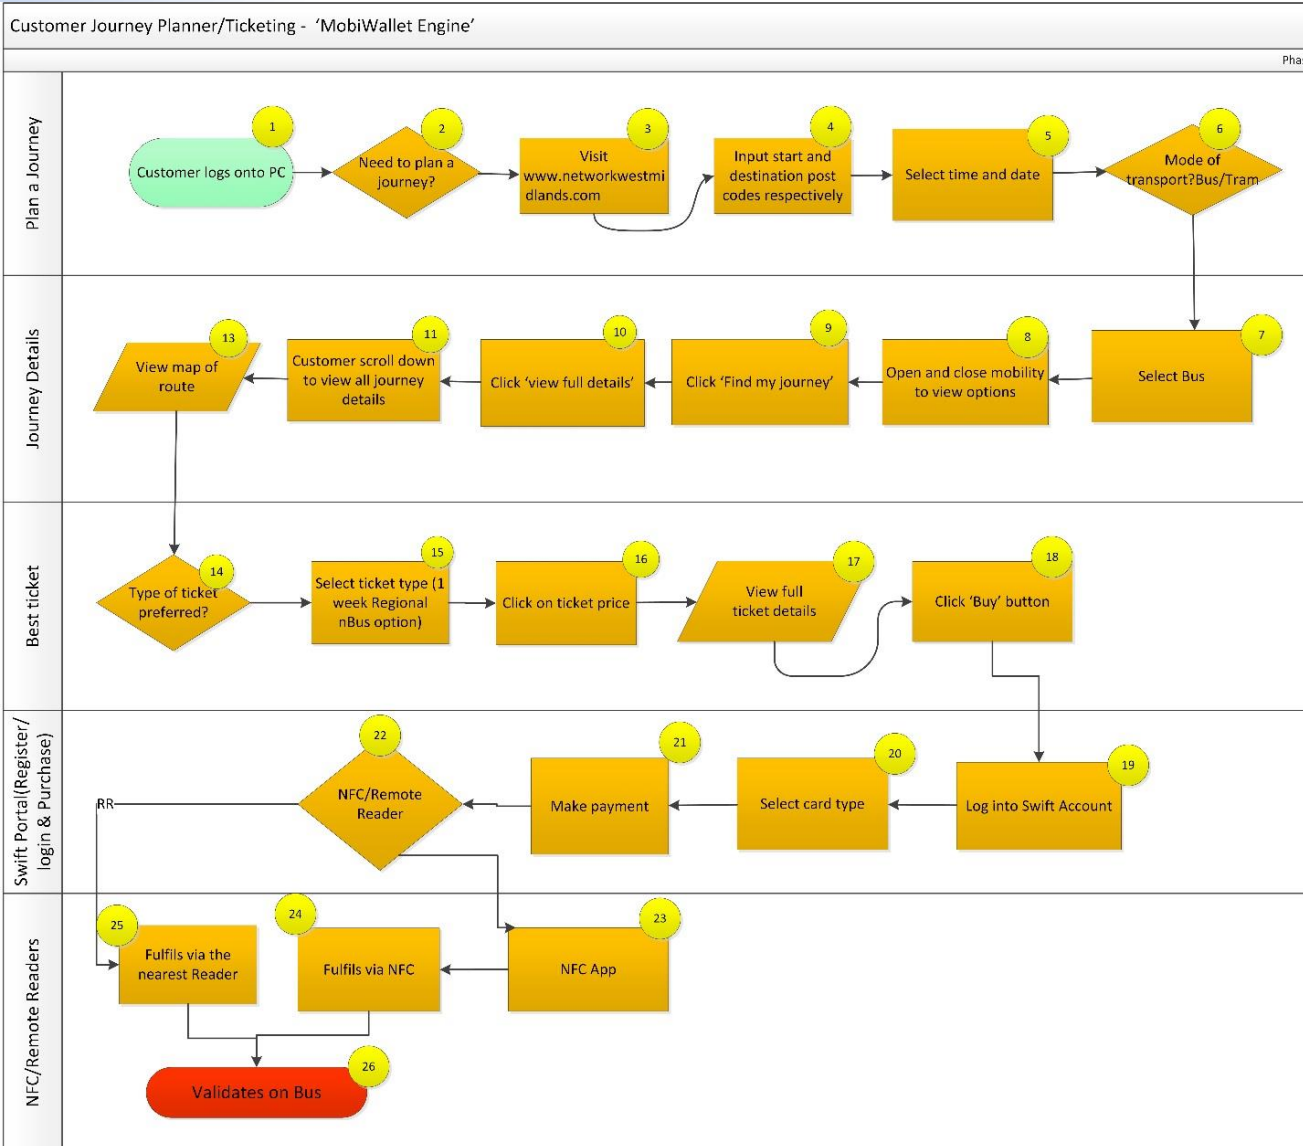 Customer Journey Planner/Ticketing -  ‘MobiWallet Engine’
Pha
Plan a Journey
1
Customer logs onto PC
2
Need to plan a
journey?
3
Visit
www.networkwestmi
dlands.com
4
Input start and
destination post
codes respectively
5
Select time and date
6
Mode of
transport?Bus/Tram
Journey Details
7
Select Bus
8
Open and close mobility
to view options
9
Click ‘Find my journey’
10
Click ‘view full details’
11
Customer scroll down
to view all journey
details
13
View map of
route
Best ticket
14
Type of ticket
preferred?
15
Select ticket type (1
week Regional
nBus option)
16
Click on ticket price
17
View full
ticket details
18
Click ‘Buy’ button
Swift Portal(Register/
login & Purchase)
19
Log into Swift Account
20
Select card type
21
Make payment
22
NFC/Remote
Reader
RR
NFC/Remote Readers
23
NFC App
24
Fulfils via NFC
25
Fulfils via the
nearest Reader
26
Validates on Bus